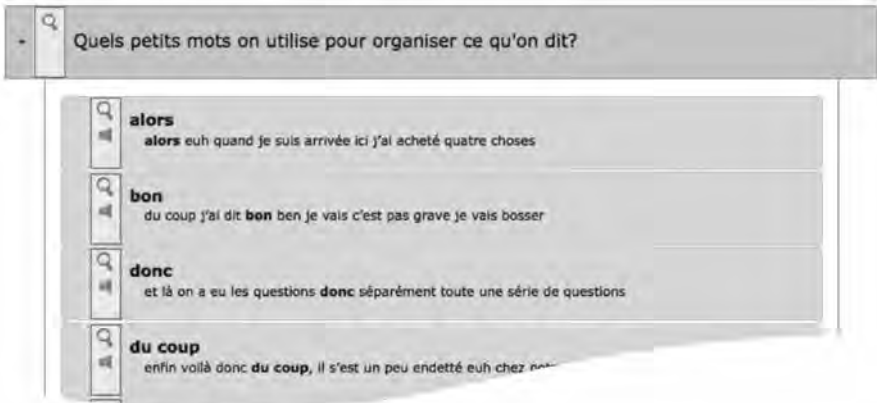 Quels petits mots on utilise pour organiser ce qu'on dit?
alors
alors euh quand je suis arrivée ici j'ai acheté quatre choses
bon
du coup j'ai dit bon ben je vais c'est pas grave je vais bosser
donc
et là on a eu les questions donc séparément toute une série de questions
du coup
enfin voilà donc du coup, il s'est un peu endetté euh chez